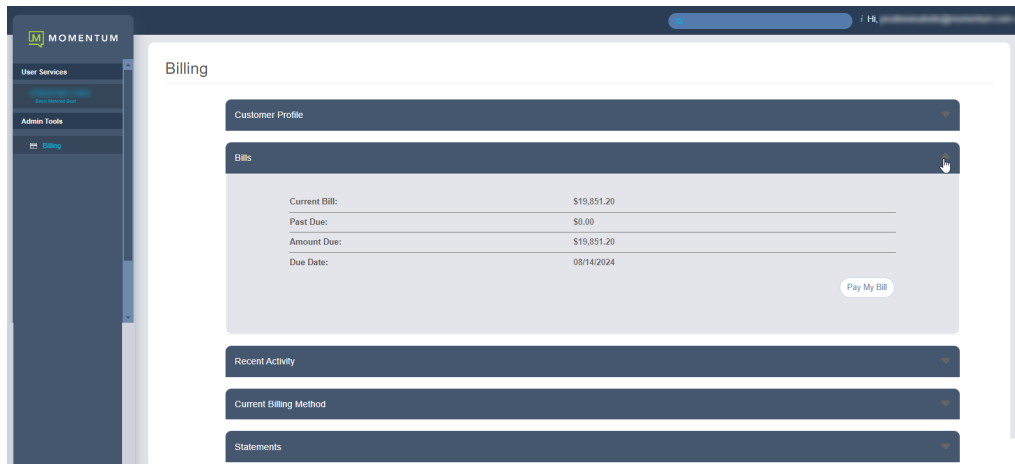 M MOMENTUM
Hi,
User Services
Admin Tools
Billing
Billing
Customer Profile
Bills
Current Bill: $19,851.20
Past Due: $0.00
Amount Due: $19,851.20
Due Date: 08/14/2024
Pay My Bill
Recent Activity
Current Billing Method
Statements